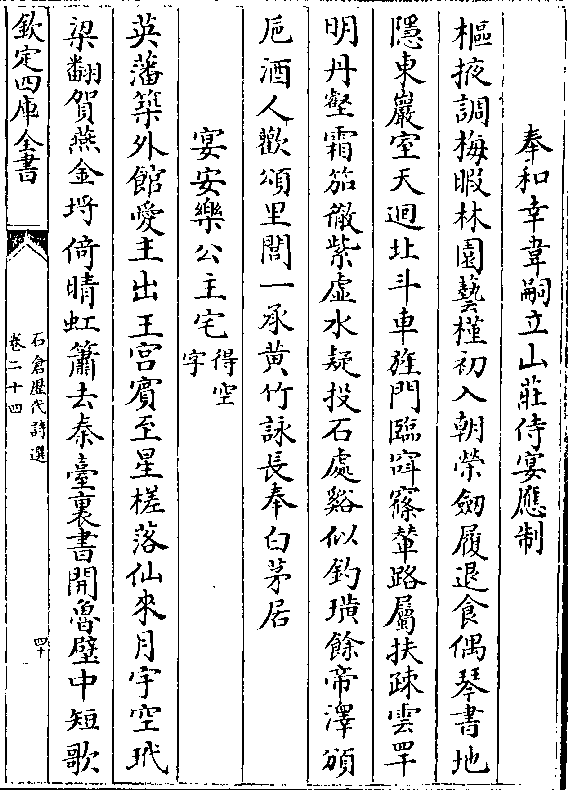 奉和幸韋嗣立山莊侍宴應制
樞掖調梅暇林園藝槿初入朝榮劒履退食偶琴書地
隱東巖室天迴北斗車旌門臨窅窱輦路屬扶疎雲罕
明丹壑霜笳徹紫虛水疑投石處谿似釣璜餘帝澤頒
巵酒人歡頌里閭一承黃竹詠長奉白茅居
宴安樂公主宅得空字
英藩築外館愛主出王宮賓至星槎落仙來月宇空玳
梁翻賀燕金埒倚晴虹簫去秦臺裏書開魯壁中短歌
欽定四庫全書
石倉歷代詩選
卷二十四
四十